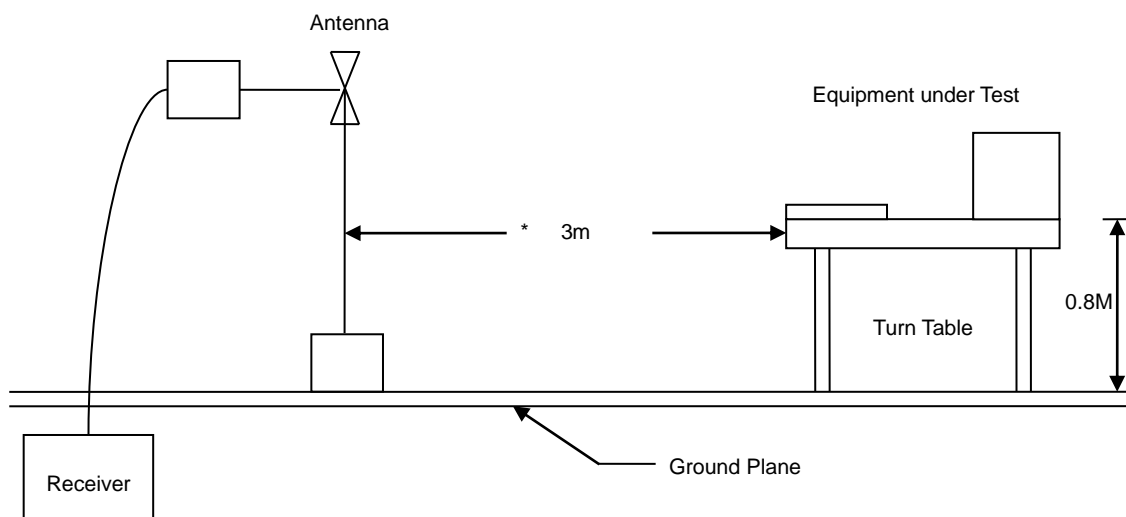 Antenna
Equipment under Test
* 3m
0.8M
Turn Table
Ground Plane
Receiver